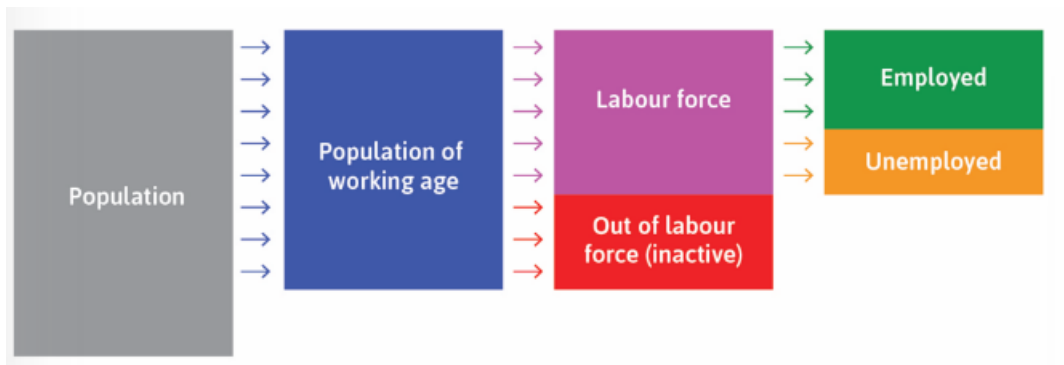 Population
Population of
working age
Labour force
Out of labour
force (inactive)
Employed
Unemployed